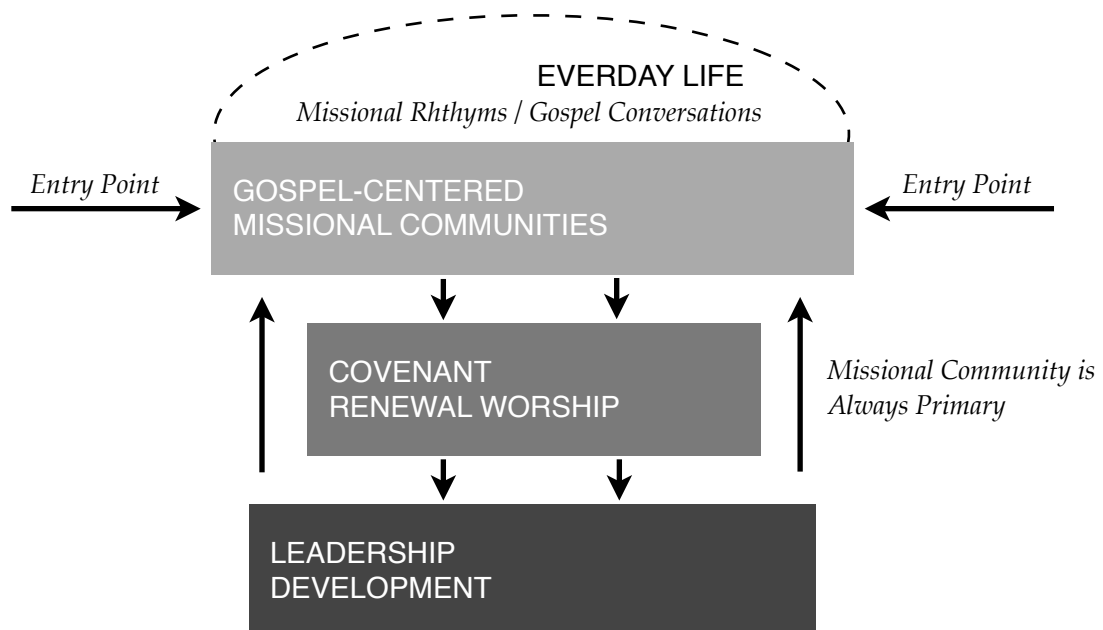 EVERDAY LIFE
Missional Rhthyms / Gospel Conversations
Entry Point
GOSPEL-CENTERED
MISSIONAL COMMUNITIES
Entry Point
COVENANT
RENEWAL WORSHIP
Missional Community is
Always Primary
LEADERSHIP
DEVELOPMENT